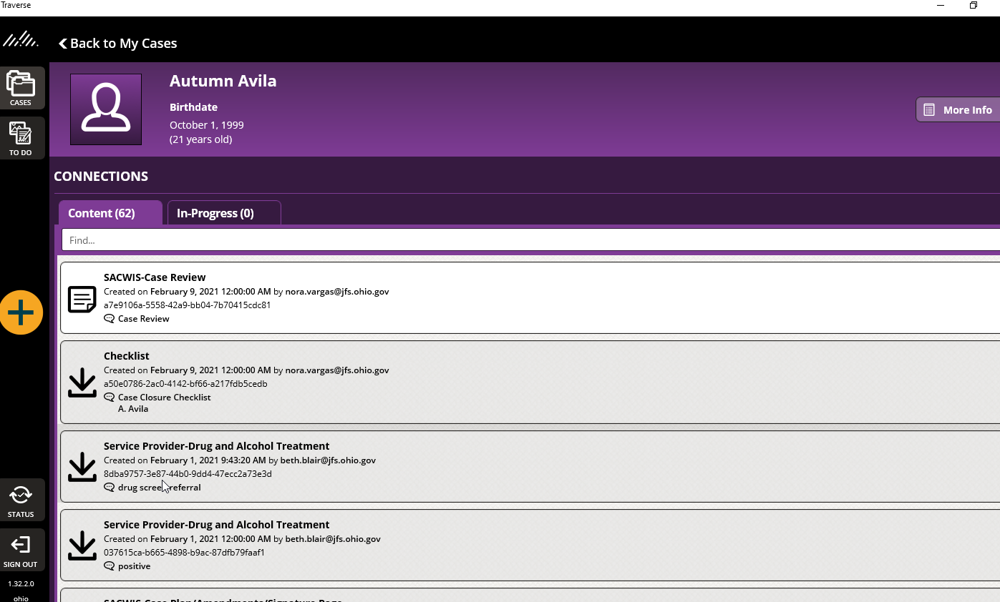 Traverse
Back to My Cases
CASES
TO DO
STATUS
SIGN OUT
1.32.2.0
ohio
Autumn Avila
Birthdate
October 1, 1999
(21 years old)
More Info
CONNECTIONS
Content (62)
In-Progress (0)
Find...
SACWIS-Case Review
Created on February 9, 2021 12:00:00 AM by nora.vargas@jfs.ohio.gov
a7e9106a-5558-42a9-bb04-7b70415cdc81
Case Review
Checklist
Created on February 9, 2021 12:00:00 AM by nora.vargas@jfs.ohio.gov
a50e0786-2ac0-4142-bf66-a217fdb5cedb
Case Closure Checklist
A. Avila
Service Provider-Drug and Alcohol Treatment
Created on February 1, 2021 9:43:20 AM by beth.blair@jfs.ohio.gov
8dba9757-3e87-44b0-9dd4-47ecc2a73e3d
drug screen referral
Service Provider-Drug and Alcohol Treatment
Created on February 1, 2021 12:00:00 AM by beth.blair@jfs.ohio.gov
037615ca-b665-4898-b9ac-87dfb79faaf1
positive
SACWIS-Case Plan/Amendments/Signature Page